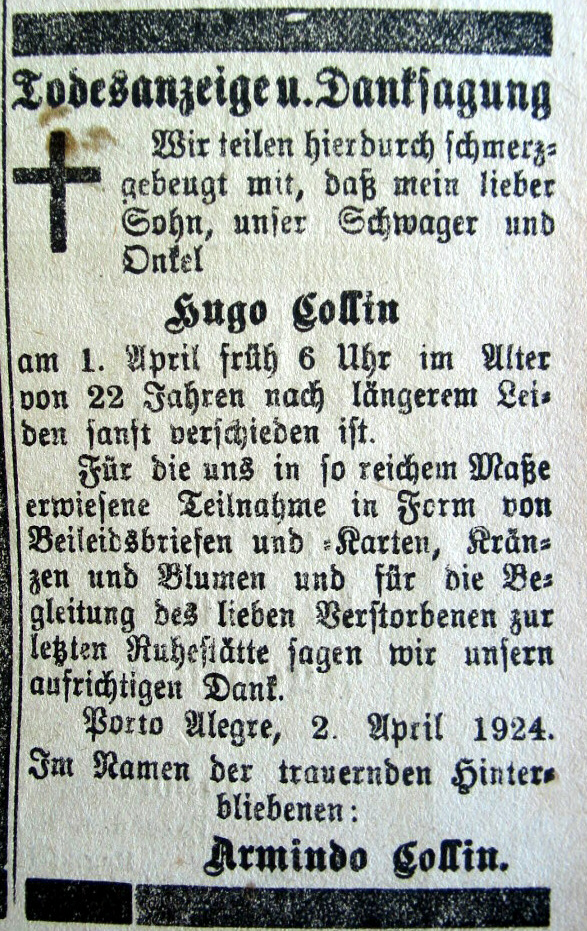 Todesanzeige u. Danksagung
Wir teilen hierdurch schmerz-
gebeugt mit, daß mein lieber
Sohn, unser Schwager und
Onkel
Hugo Collin
am 1. April früh 6 Uhr im Alter
von 22 Jahren nach längerem Lei-
den sanft verschieden ist.
Für die uns in so reichem Maße
erwiesene Teilnahme in Form von
Beileidsbriefen und -Karten, Krän-
zen und Blumen und für die Be-
gleitung des lieben Verstorbenen zur
letzten Ruhestätte sagen wir unsern
aufrichtigen Dank.
Porto Alegre, 2. April 1924.
Im Namen der trauernden Hinter-
bliebenen:
Armindo Collin.